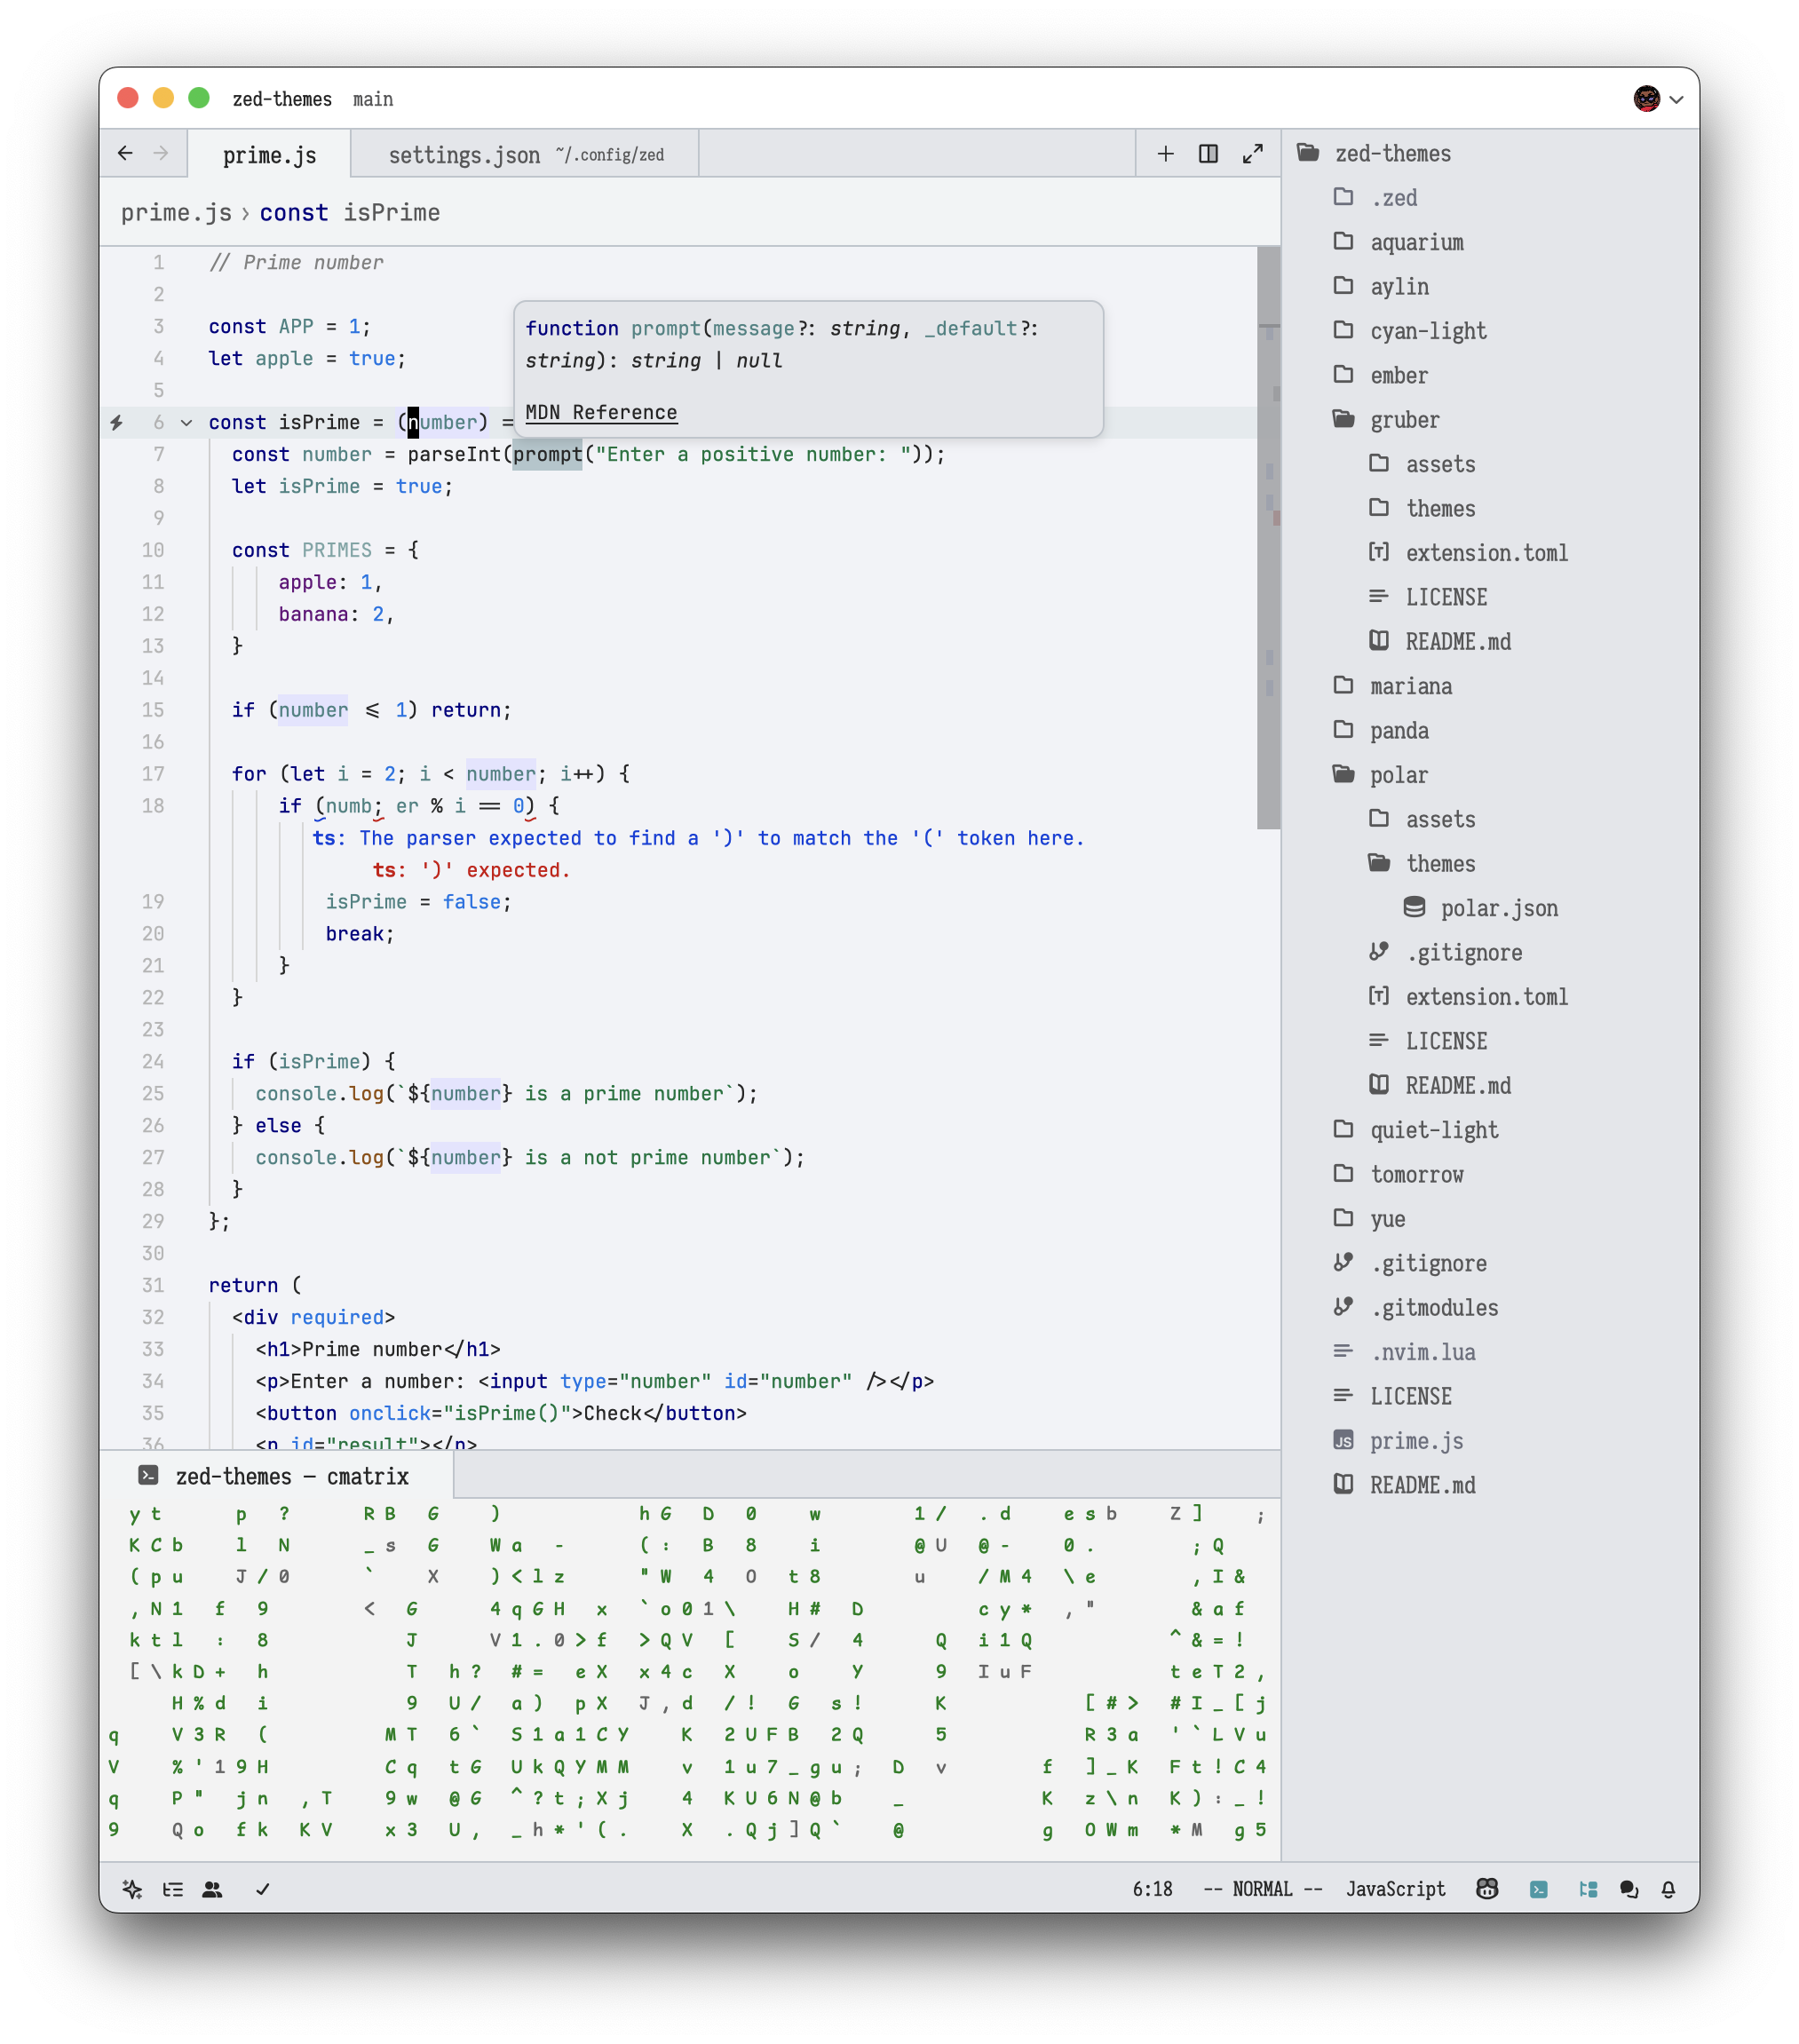 zed-themes main
prime.js settings.json ~/.config/zed
prime.js › const isPrime
1 // Prime number
2
3 const APP = 1;
4 let apple = true;
5
function prompt(message?: string, _default?:
string): string | null
MDN Reference
6 const isPrime = (number) =
7 const number = parseInt(prompt("Enter a positive number: "));
8 let isPrime = true;
9
10 const PRIMES = {
11 apple: 1,
12 banana: 2,
13 }
14
15 if (number <= 1) return;
16
17 for (let i = 2; i < number; i++) {
18 if (numb; er % i == 0) {
ts: The parser expected to find a ')' to match the '(' token here.
ts: ')' expected.
19 isPrime = false;
20 break;
21 }
22 }
23
24 if (isPrime) {
25 console.log(`${number} is a prime number`);
26 } else {
27 console.log(`${number} is a not prime number`);
28 }
29 };
30
31 return (
32 <div required>
33 <h1>Prime number</h1>
34 <p>Enter a number: <input type="number" id="number" /></p>
35 <button onclick="isPrime()">Check</button>
36 <p id="result"></p>
zed-themes — cmatrix
y t p ? R B G ) h G D 0 w 1 / . d e s b Z ] ;
K C b l N _ s G W a - ( : B 8 i @ U @ - 0 . ; Q
( p u J / 0 ` X ) < l z " W 4 O t 8 u / M 4 \ e , I &
, N 1 f 9 < G 4 q G H x ` o 0 1 \ H # D c y * , " & a f
k t l : 8 J V 1 . 0 > f > Q V [ S / 4 Q i 1 Q ^ & = !
[ \ k D + h T h ? # = e X x 4 c X o Y 9 I u F t e T 2 ,
H % d i 9 U / a ) p X J , d / ! G s ! K [ # > # I _ [ j
q V 3 R ( M T 6 ` S 1 a 1 C Y K 2 U F B 2 Q 5 R 3 a ' ` L V u
V % ' 1 9 H C q t G U k Q Y M M v 1 u 7 _ g u ; D v f ] _ K F t ! C 4
q P " j n , T 9 w @ G ^ ? t ; X j 4 K U 6 N @ b _ K z \ n K ) : _ !
9 Q o f k K V x 3 U , _ h * ' ( . X . Q j ] Q ` @ g O W m * M g 5
zed-themes
.zed
aquarium
aylin
cyan-light
ember
gruber
assets
themes
extension.toml
LICENSE
README.md
mariana
panda
polar
assets
themes
polar.json
.gitignore
extension.toml
LICENSE
README.md
quiet-light
tomorrow
yue
.gitignore
.gitmodules
.nvim.lua
LICENSE
JS prime.js
README.md
6:18 -- NORMAL -- JavaScript